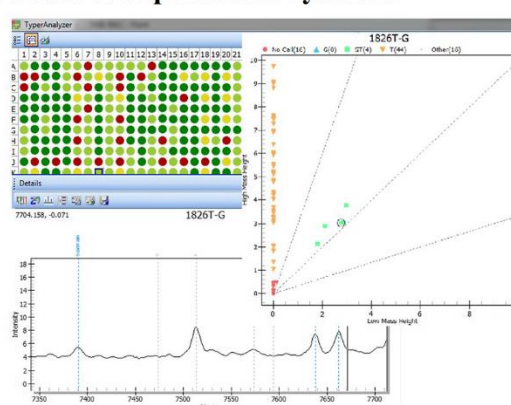 TyperAnalyzer
1 2 3 4 5 6 7 8 9 10 11 12 13 14 15 16 17 18 19 20 21
A
B
C
D
E
F
G
H
I
J
K
Details
7704.158, -0.071
1826T-G
1826T-G
No Call(16) G(0) ST(4) T(44) Other(16)
High Mass Height
10
9
8
7
6
5
4
3
2
1
0
0 2 4 6 8
Low Mass Height
Intensity
18
16
14
12
10
8
6
4
2
0
7350 7400 7450 7500 7550 7600 7650 7700